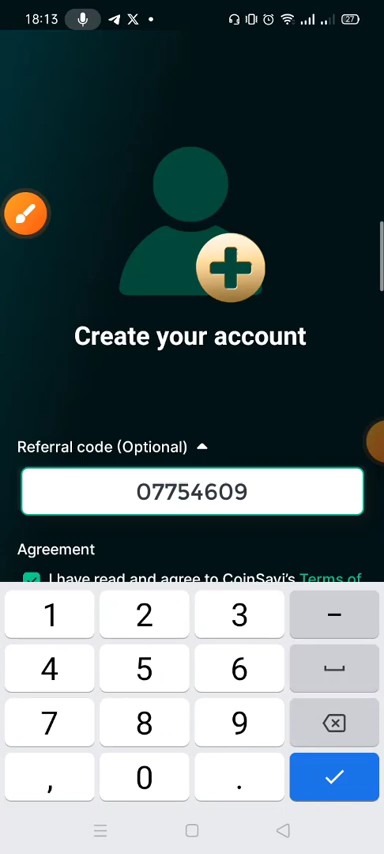 18:13
27
Create your account
Referral code (Optional)
07754609
Agreement
I have read and agree to CoinSavi's Terms of
1 2 3 –
4 5 6
7 8 9
, 0 .